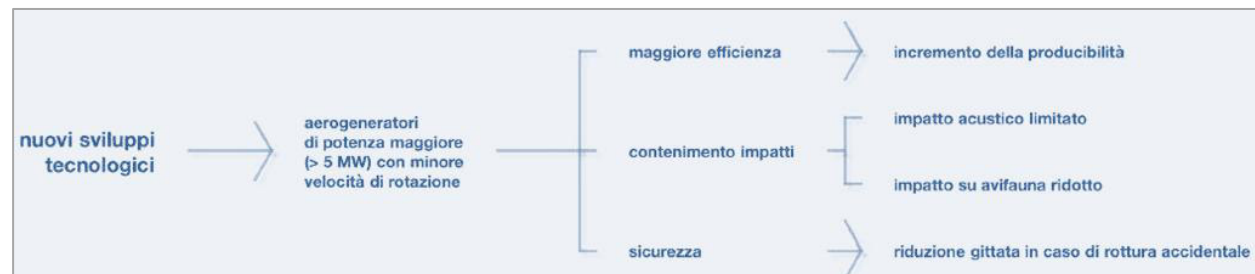 nuovi sviluppi
tecnologici
aerogeneratori
di potenza maggiore
(> 5 MW) con minore
velocità di rotazione
maggiore efficienza
incremento della producibilità
contenimento impatti
impatto acustico limitato
impatto su avifauna ridotto
sicurezza
riduzione gittata in caso di rottura accidentale